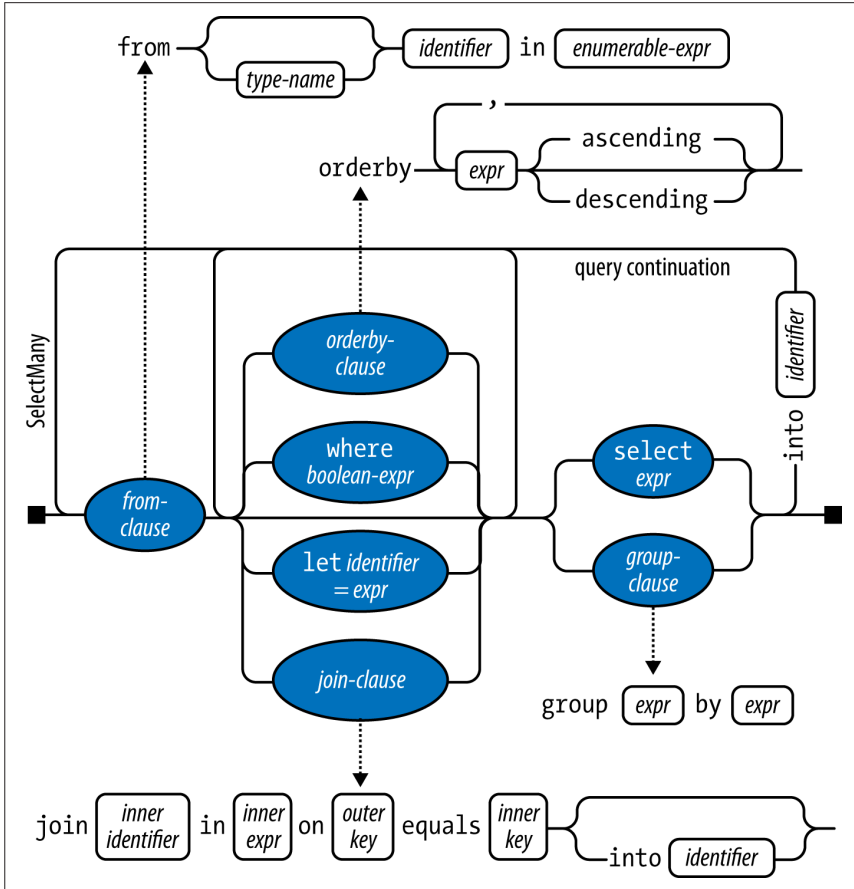 from type-name identifier in enumerable-expr
,
orderby expr ascending
descending
query continuation
SelectMany
identifier
into
orderby-
clause
where
boolean-expr
select
expr
from-
clause
let identifier
= expr
group-
clause
join-clause
group expr by expr
join inner
identifier in inner
expr on outer
key equals inner
key
into identifier